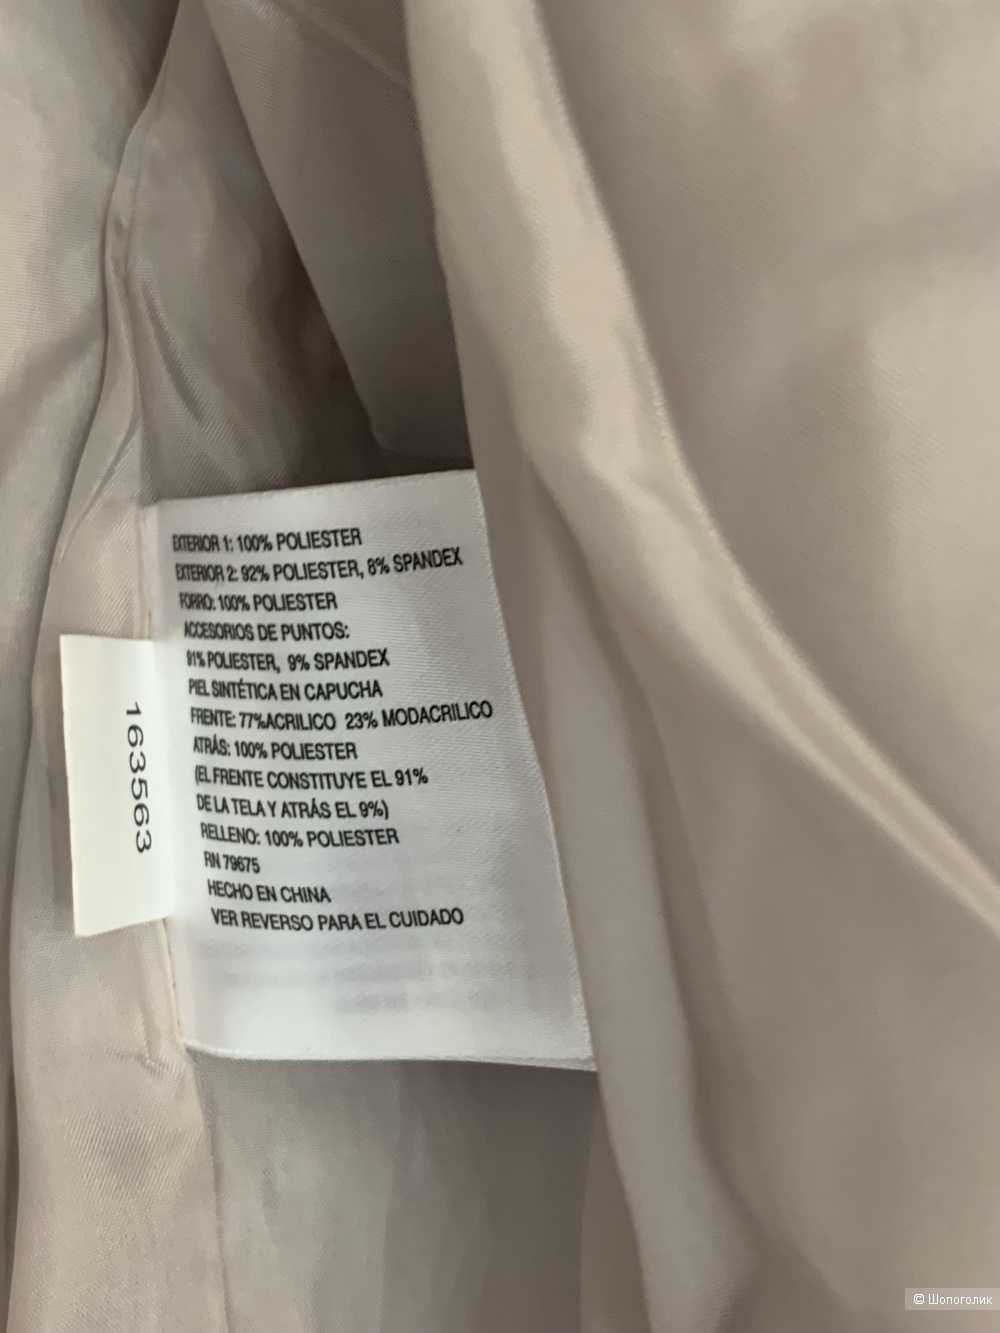 EXTERIOR 1: 100% POLIESTER
EXTERIOR 2: 92% POLIESTER, 8% SPANDEX
FORRO: 100% POLIESTER
ACCESORIOS DE PUNTOS:
91% POLIESTER, 9% SPANDEX
PIEL SINTÉTICA EN CAPUCHA
FRENTE: 77%ACRILICO 23% MODACRILICO
ATRÁS: 100% POLIESTER
(EL FRENTE CONSTITUYE EL 91%
DE LA TELA Y ATRÁS EL 9%)
RELLENO: 100% POLIESTER
RN 79675
HECHO EN CHINA
VER REVERSO PARA EL CUIDADO
163563
© Шопоголик